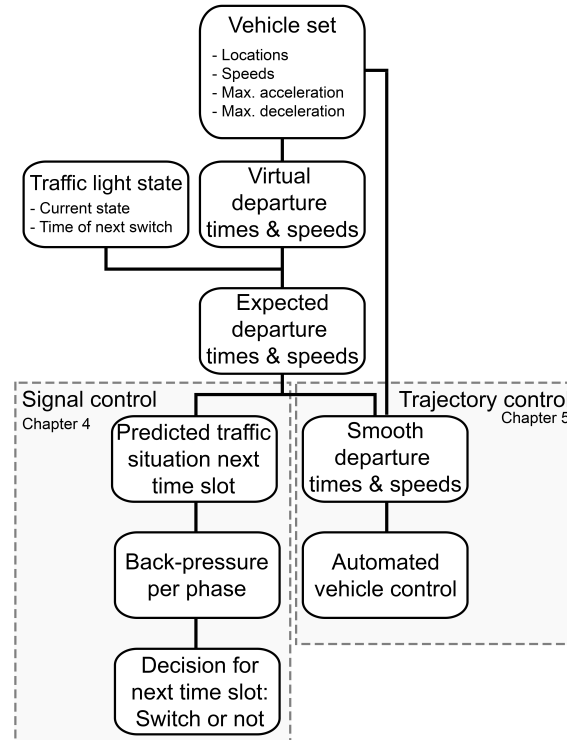 Vehicle set
- Locations
- Speeds
- Max. acceleration
- Max. deceleration
Traffic light state
- Current state
- Time of next switch
Virtual
departure
times & speeds
Expected
departure
times & speeds
Signal control
Chapter 4
Trajectory control
Chapter 5
Predicted traffic
situation next
time slot
Smooth
departure
times & speeds
Back-pressure
per phase
Automated
vehicle control
Decision for
next time slot:
Switch or not